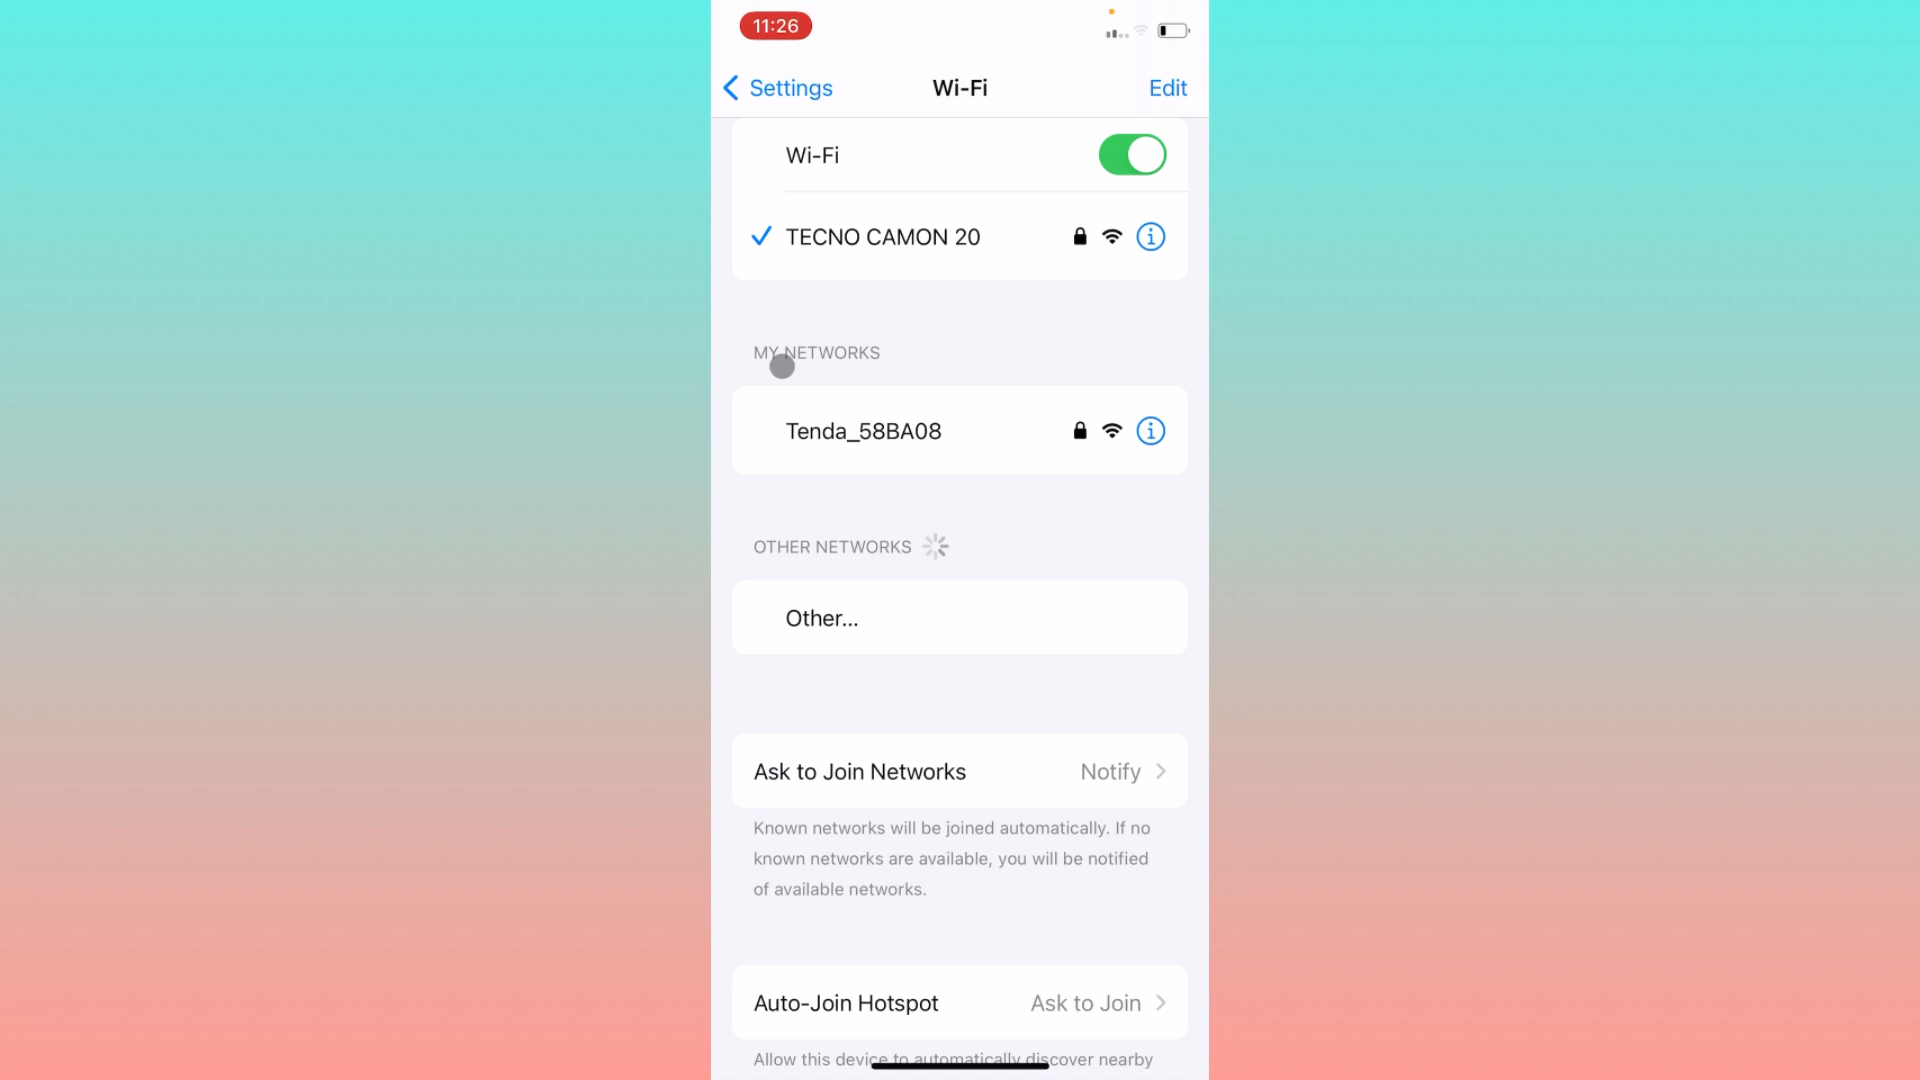 11:26
Settings
Wi-Fi
Edit
Wi-Fi
TECNO CAMON 20
MY NETWORKS
Tenda_58BA08
OTHER NETWORKS
Other...
Ask to Join Networks Notify
Known networks will be joined automatically. If no
known networks are available, you will be notified
of available networks.
Auto-Join Hotspot Ask to Join
Allow this device to automatically discover nearby